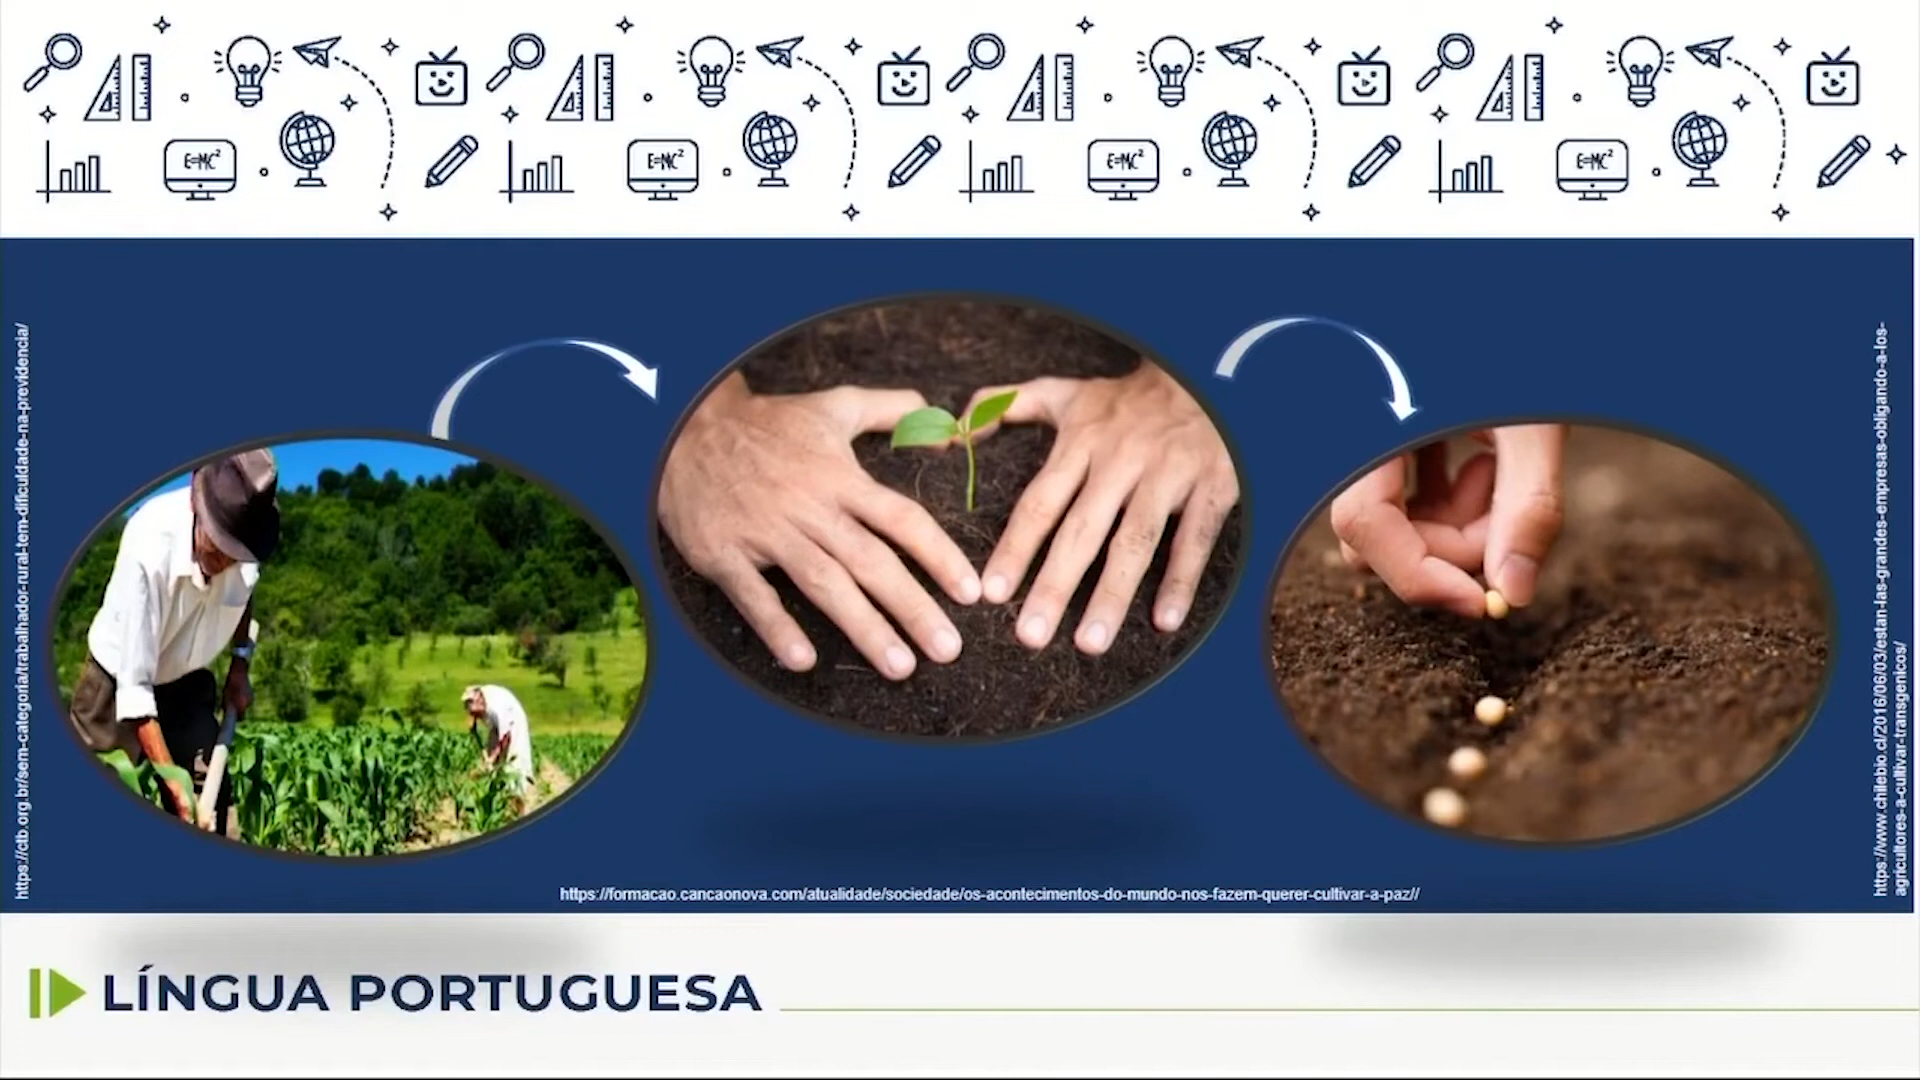 E=MC²
E=MC²
E=MC²
E=MC²
https://ctb.org.br/sem-categoria/trabalhador-rural-tem-dificuldade-na-previdencia/
https://www.chilebio.cl/2016/06/03/estan-las-grandes-empresas-obligando-a-los-
agricultores-a-cultivar-transgenicos/
https://formacao.cancaonova.com/atualidade/sociedade/os-acontecimentos-do-mundo-nos-fazem-querer-cultivar-a-paz//
LÍNGUA PORTUGUESA